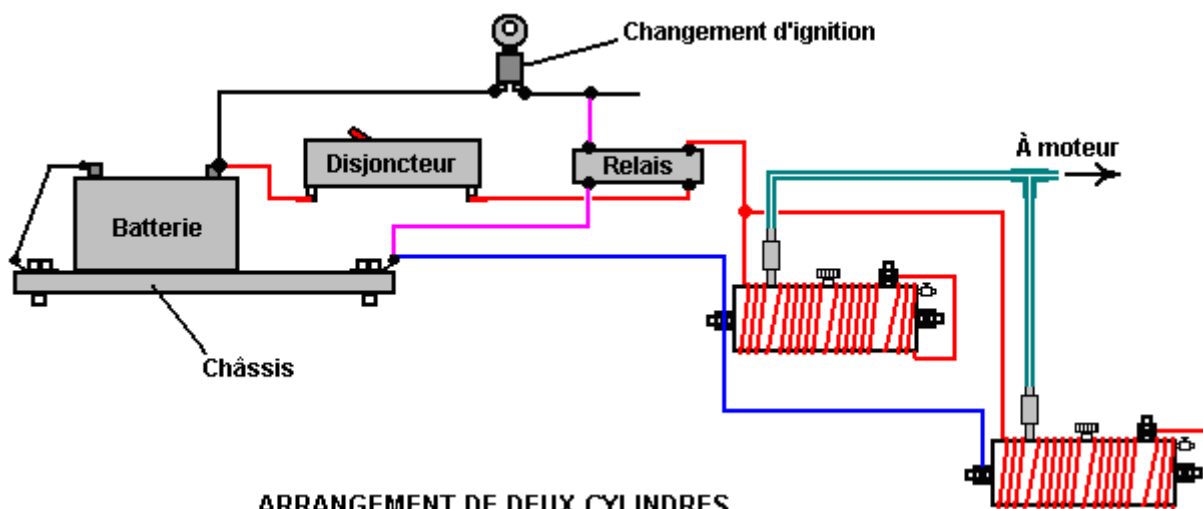 Changement d'ignition
À moteur
Disjoncteur
Relais
Batterie
Châssis
ARRANGEMENT DE DEUX CYLINDRES